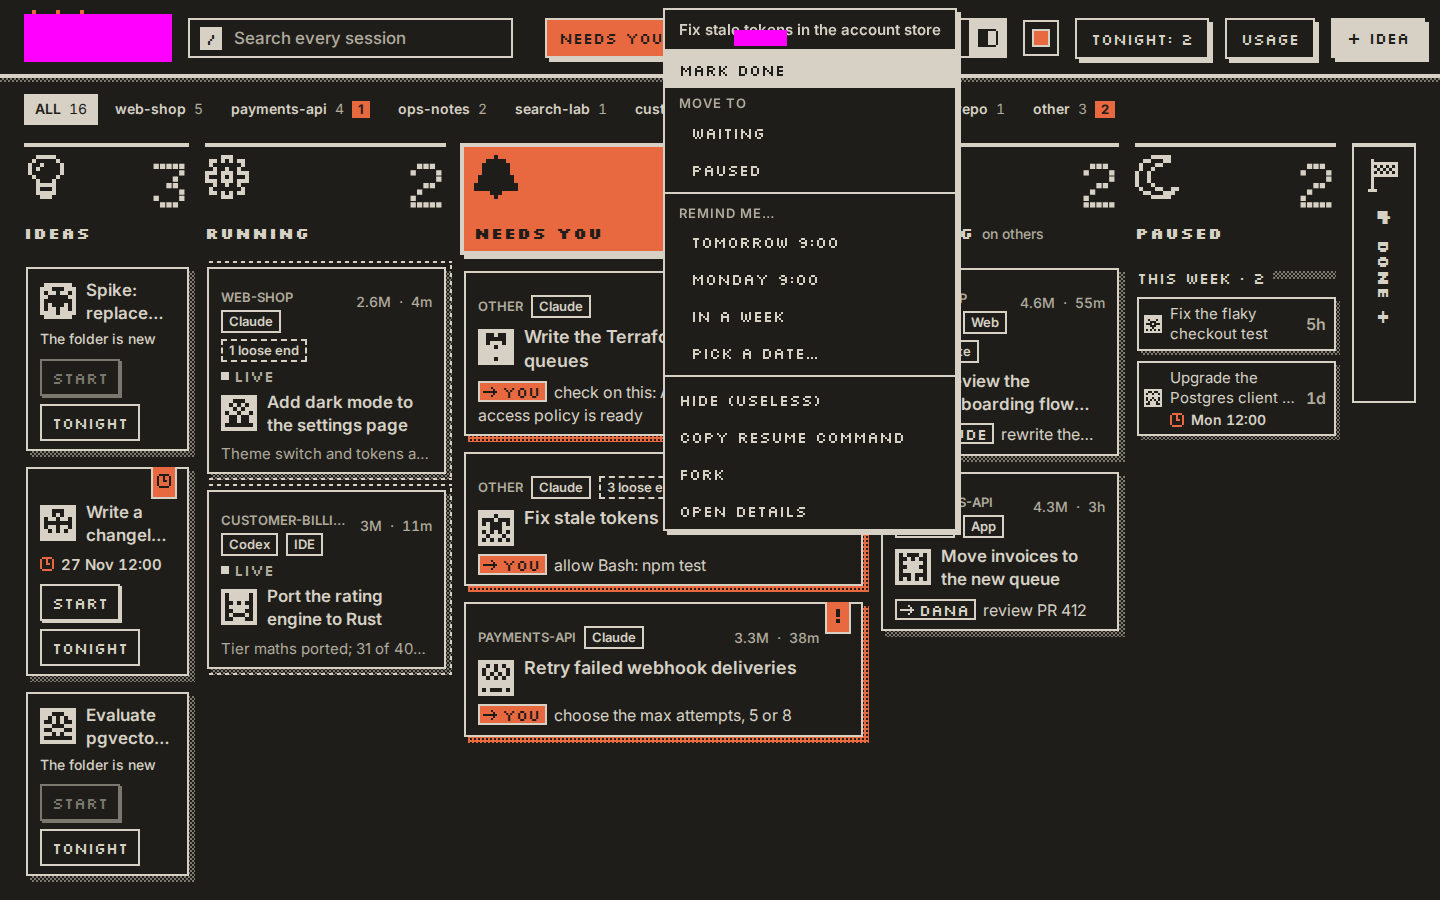 / Search every session
NEEDS YOU
TONIGHT: 2
USAGE
+ IDEA
ALL 16
web-shop 5
payments-api 4 1
ops-notes 2
search-lab 1
other 3 2
Fix stale tokens in the account store
MARK DONE
MOVE TO
WAITING
PAUSED
REMIND ME...
TOMORROW 9:00
MONDAY 9:00
IN A WEEK
PICK A DATE...
HIDE (USELESS)
COPY RESUME COMMAND
FORK
OPEN DETAILS
3
IDEAS
Spike:
replace...
The folder is new
START
TONIGHT
Write a
changel...
27 Nov 12:00
START
TONIGHT
Evaluate
pgvecto...
The folder is new
START
TONIGHT
2
RUNNING
WEB-SHOP 2.6M · 4m
Claude
1 loose end
LIVE
Add dark mode to
the settings page
Theme switch and tokens a...
CUSTOMER-BILLI... 3M · 11m
Codex IDE
LIVE
Port the rating
engine to Rust
Tier maths ported; 31 of 40...
NEEDS YOU
OTHER Claude
Write the
queues
→ YOU check on this:
access policy is ready
OTHER Claude 3 loose
Fix stale tokens
→ YOU allow Bash: npm test
!
PAYMENTS-API Claude 3.3M · 38m
Retry failed webhook deliveries
→ YOU choose the max attempts, 5 or 8
2
on others
4.6M · 55m
Web
the
flow...
rewrite the...
4.3M · 3h
App
Move invoices to
the new queue
→ DANA review PR 412
2
PAUSED
THIS WEEK · 2
Fix the flaky
checkout test 5h
Upgrade the
Postgres client ... 1d
Mon 12:00
4 DONE +